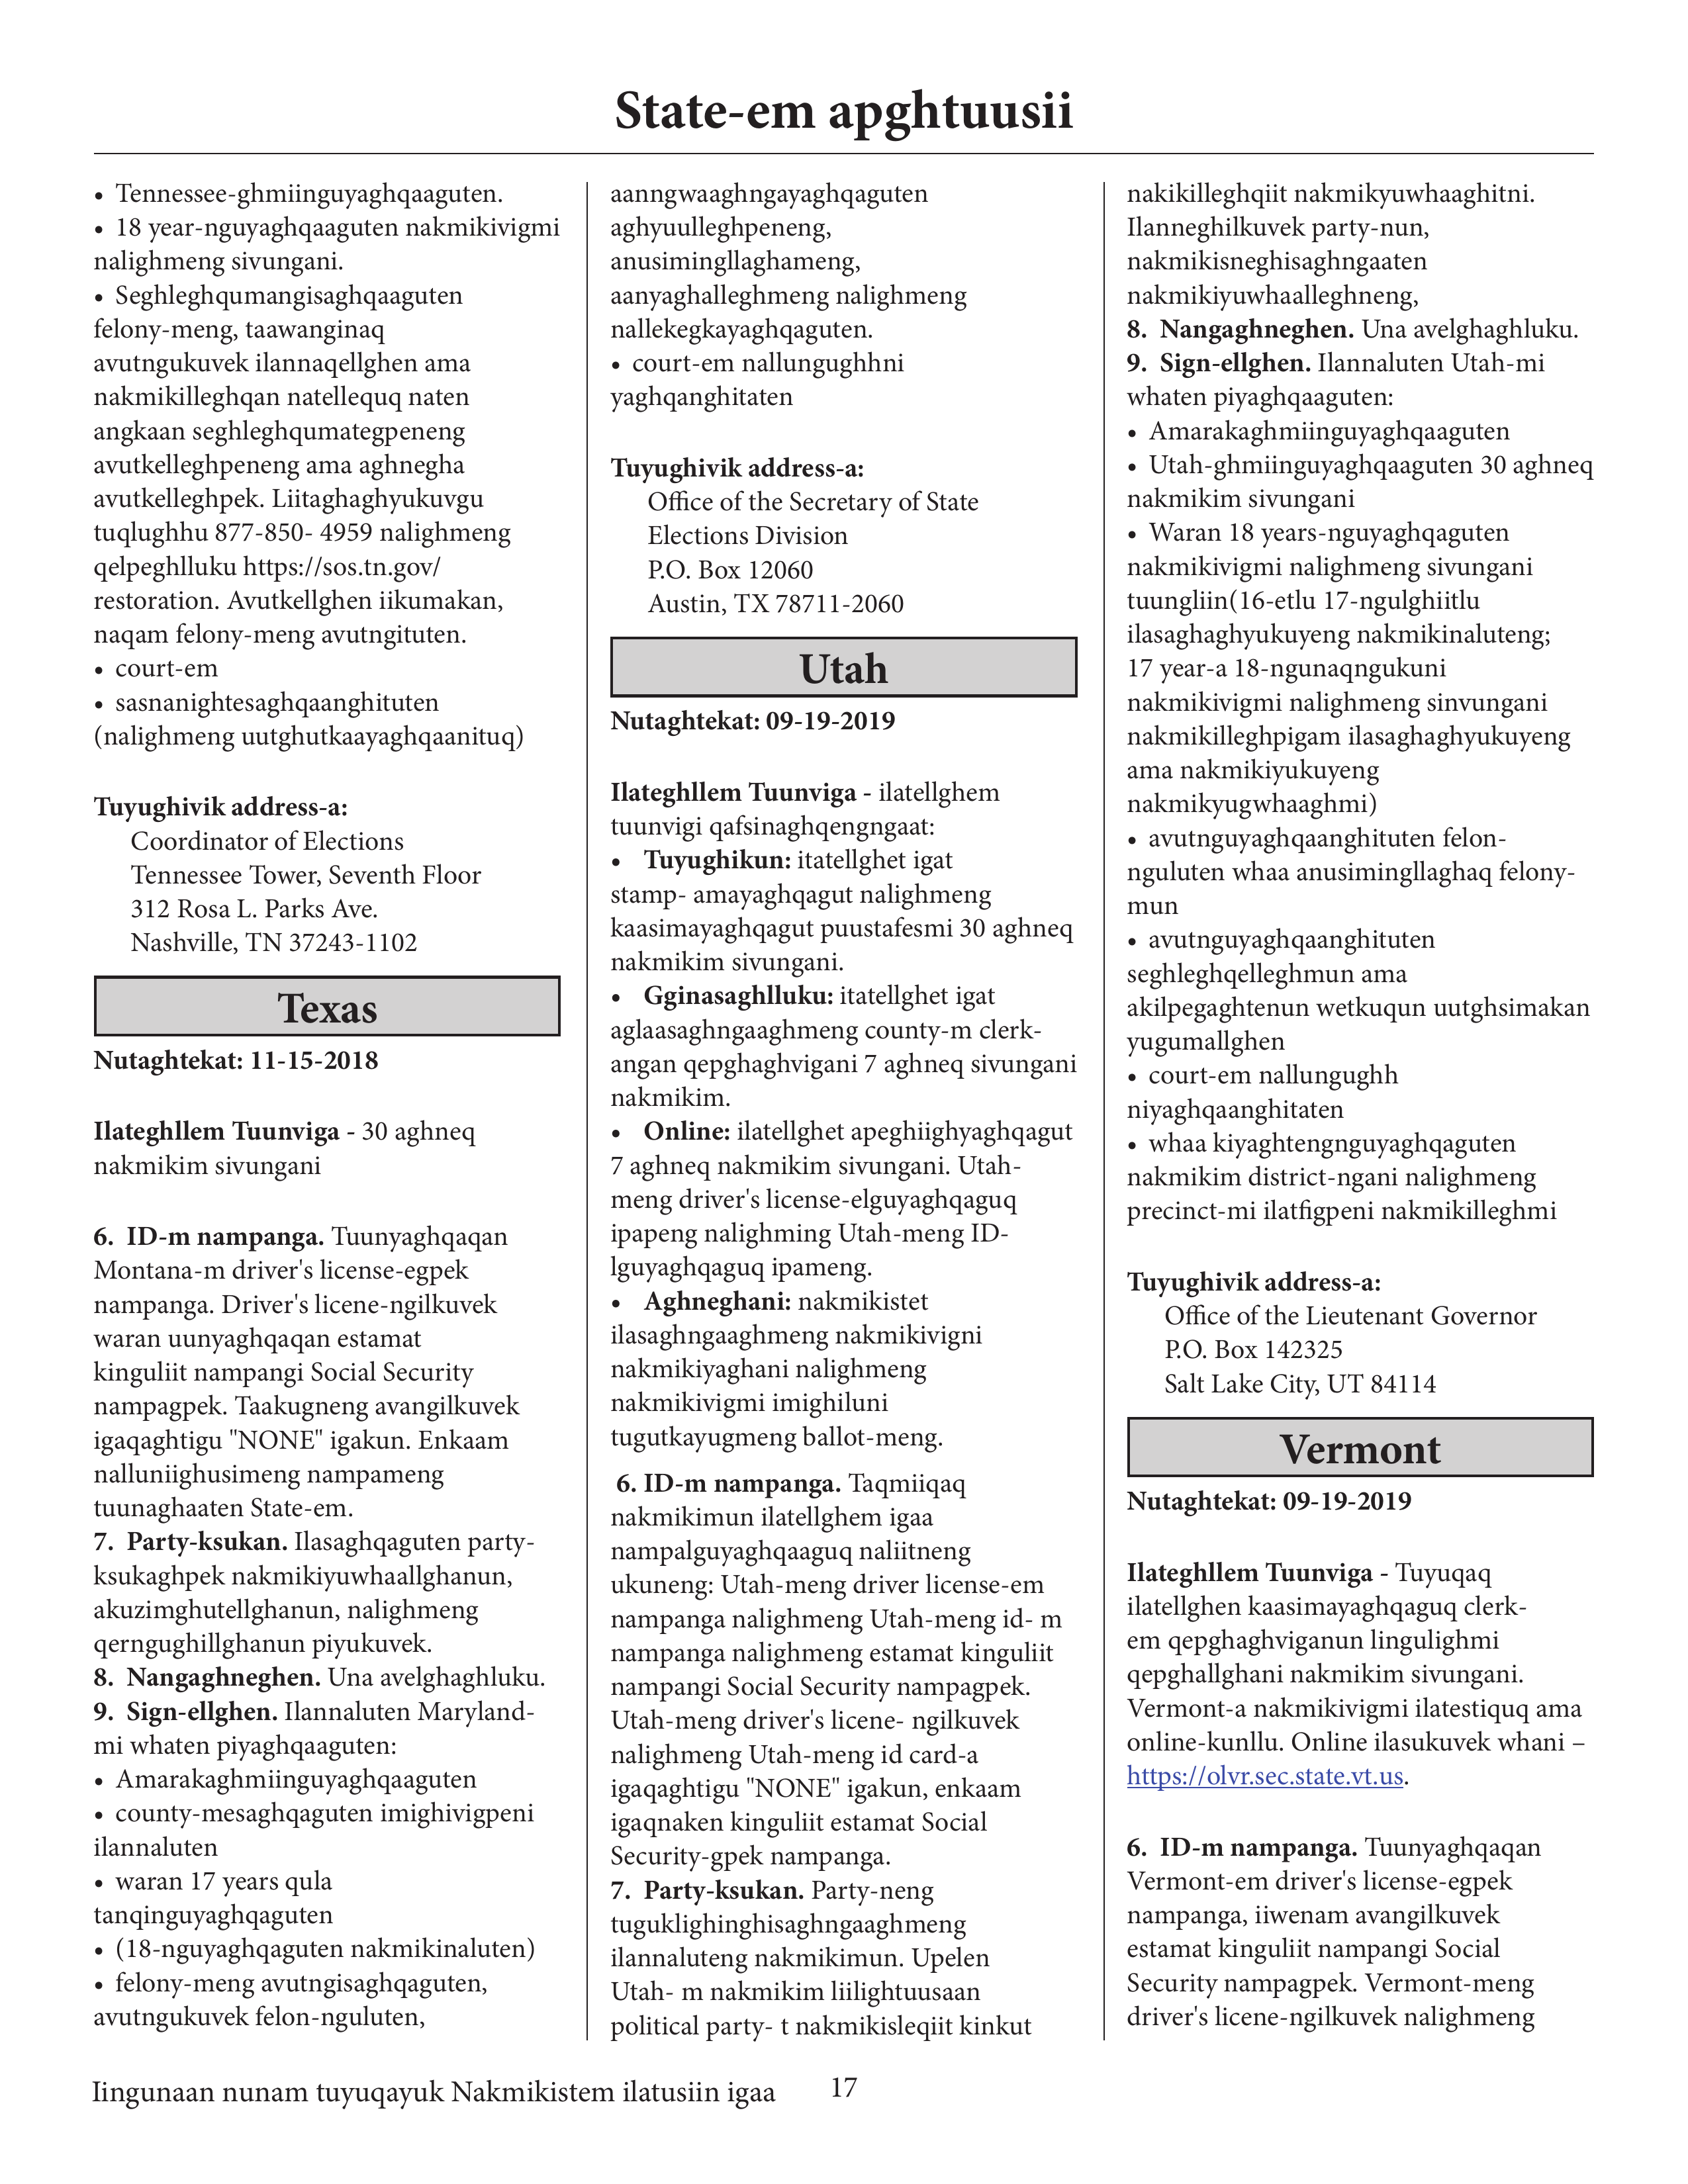 State-em apghtuusii
• Tennessee-ghmiinguyaghqaaguten.
• 18 year-nguyaghqaaguten nakmikivigmi
nalighmeng sivungani.
• Seghleghqumangisaghqaaguten
felony-meng, taawanginaq
avutngukuvek ilannaqellghen ama
nakmikilleghqan natellequq naten
angkaan seghleghqumategpeneng
avutkelleghpeneng ama aghnegha
avutkelleghpek. Liitaghaghyukuvgu
tuqlughhu 877-850- 4959 nalighmeng
qelpeghlluku https://sos.tn.gov/
restoration. Avutkellghen iikumakan,
naqam felony-meng avutngituten.
• court-em
• sasnanightesaghqaanghituten
(nalighmeng uutghutkaayaghqaanituq)
Tuyughivik address-a:
Coordinator of Elections
Tennessee Tower, Seventh Floor
312 Rosa L. Parks Ave.
Nashville, TN 37243-1102
Texas
Nutaghtekat: 11-15-2018
Ilateghllem Tuunviga - 30 aghneq
nakmikim sivungani
6. ID-m nampanga. Tuunyaghqaqan
Montana-m driver's license-egpek
nampanga. Driver's licene-ngilkuvek
waran uunyaghqaqan estamat
kinguliit nampangi Social Security
nampagpek. Taakugneng avangilkuvek
igaqaghtigu "NONE" igakun. Enkaam
nalluniighusimeng nampameng
tuunaghaaten State-em.
7. Party-ksukan. Ilasaghqaguten party-
ksukaghpek nakmikiyuwhaallghanun,
akuzimghutellghanun, nalighmeng
qerngughillghanun piyukuvek.
8. Nangaghneghen. Una avelghaghluku.
9. Sign-ellghen. Ilannaluten Maryland-
mi whaten piyaghqaaguten:
• Amarakaghmiinguyaghqaaguten
• county-mesaghqaguten imighivigpeni
ilannaluten
• waran 17 years qula
tanqinguyaghqaguten
• (18-nguyaghqaguten nakmikinaluten)
• felony-meng avutngisaghqaguten,
avutngukuvek felon-nguluten,
aanngwaaghngayaghqaguten
aghyuulleghpeneng,
anusimingllaghameng,
aanyaghalleghmeng nalighmeng
nallekegkayaghqaguten.
• court-em nallungughhni
yaghqanghitaten
Tuyughivik address-a:
Office of the Secretary of State
Elections Division
P.O. Box 12060
Austin, TX 78711-2060
Utah
Nutaghtekat: 09-19-2019
Ilateghllem Tuunviga - ilatellghem
tuunvigi qafsinaghqengngaat:
• Tuyughikun: itatellghet igat
stamp- amayaghqagut nalighmeng
kaasimayaghqagut puustafesmi 30 aghneq
nakmikim sivungani.
• Gginasaghlluku: itatellghet igat
aglaasaghngaaghmeng county-m clerk-
angan qepghaghvigani 7 aghneq sivungani
nakmikim.
• Online: ilatellghet apeghiighyaghqagut
7 aghneq nakmikim sivungani. Utah-
meng driver's license-elguyaghqaguq
ipapeng nalighming Utah-meng ID-
lguyaghqaguq ipameng.
• Aghneghani: nakmikistet
ilasaghngaaghmeng nakmikivigni
nakmikiyaghani nalighmeng
nakmikivigmi imighiluni
tugutkayugmeng ballot-meng.
6. ID-m nampanga. Taqmiiqaq
nakmikimun ilatellghem igaa
nampalguyaghqaaguq naliitneng
ukuneng: Utah-meng driver license-em
nampanga nalighmeng Utah-meng id- m
nampanga nalighmeng estamat kinguliit
nampangi Social Security nampagpek.
Utah-meng driver's licene- ngilkuvek
nalighmeng Utah-meng id card-a
igaqaghtigu "NONE" igakun, enkaam
igaqnaken kinguliit estamat Social
Security-gpek nampanga.
7. Party-ksukan. Party-neng
tuguklighinghisaghngaaghmeng
ilannaluteng nakmikimun. Upelen
Utah- m nakmikim liilightuusaan
political party- t nakmikisleqiit kinkut
nakikilleghqiit nakmikyuwhaaghitni.
Ilanneghilkuvek party-nun,
nakmikisneghisaghngaaten
nakmikiyuwhaalleghneng,
8. Nangaghneghen. Una avelghaghluku.
9. Sign-ellghen. Ilannaluten Utah-mi
whaten piyaghqaaguten:
• Amarakaghmiinguyaghqaaguten
• Utah-ghmiinguyaghqaaguten 30 aghneq
nakmikim sivungani
• Waran 18 years-nguyaghqaguten
nakmikivigmi nalighmeng sivungani
tuungliin(16-etlu 17-ngulghiitlu
ilasaghaghyukuyeng nakmikinaluteng;
17 year-a 18-ngunaqngukuni
nakmikivigmi nalighmeng sinvungani
nakmikilleghpigam ilasaghaghyukuyeng
ama nakmikiyukuyeng
nakmikyugwhaaghmi)
• avutnguyaghqaanghituten felon-
nguluten whaa anusimingllaghaq felony-
mun
• avutnguyaghqaanghituten
seghleghqelleghmun ama
akilpegaghtenun wetkuqun uutghsimakan
yugumallghen
• court-em nallungughh
niyaghqaanghitaten
• whaa kiyaghtengnguyaghqaguten
nakmikim district-ngani nalighmeng
precinct-mi ilatfigpeni nakmikilleghmi
Tuyughivik address-a:
Office of the Lieutenant Governor
P.O. Box 142325
Salt Lake City, UT 84114
Vermont
Nutaghtekat: 09-19-2019
Ilateghllem Tuunviga - Tuyuqaq
ilatellghen kaasimayaghqaguq clerk-
em qepghaghviganun lingulighmi
qepghallghani nakmikim sivungani.
Vermont-a nakmikivigmi ilatestiquq ama
online-kunllu. Online ilasukuvek whani –
https://olvr.sec.state.vt.us.
6. ID-m nampanga. Tuunyaghqaqan
Vermont-em driver's license-egpek
nampanga, iiwenam avangilkuvek
estamat kinguliit nampangi Social
Security nampagpek. Vermont-meng
driver's licene-ngilkuvek nalighmeng
Iingunaan nunam tuyuqayuk Nakmikistem ilatusiin igaa 17